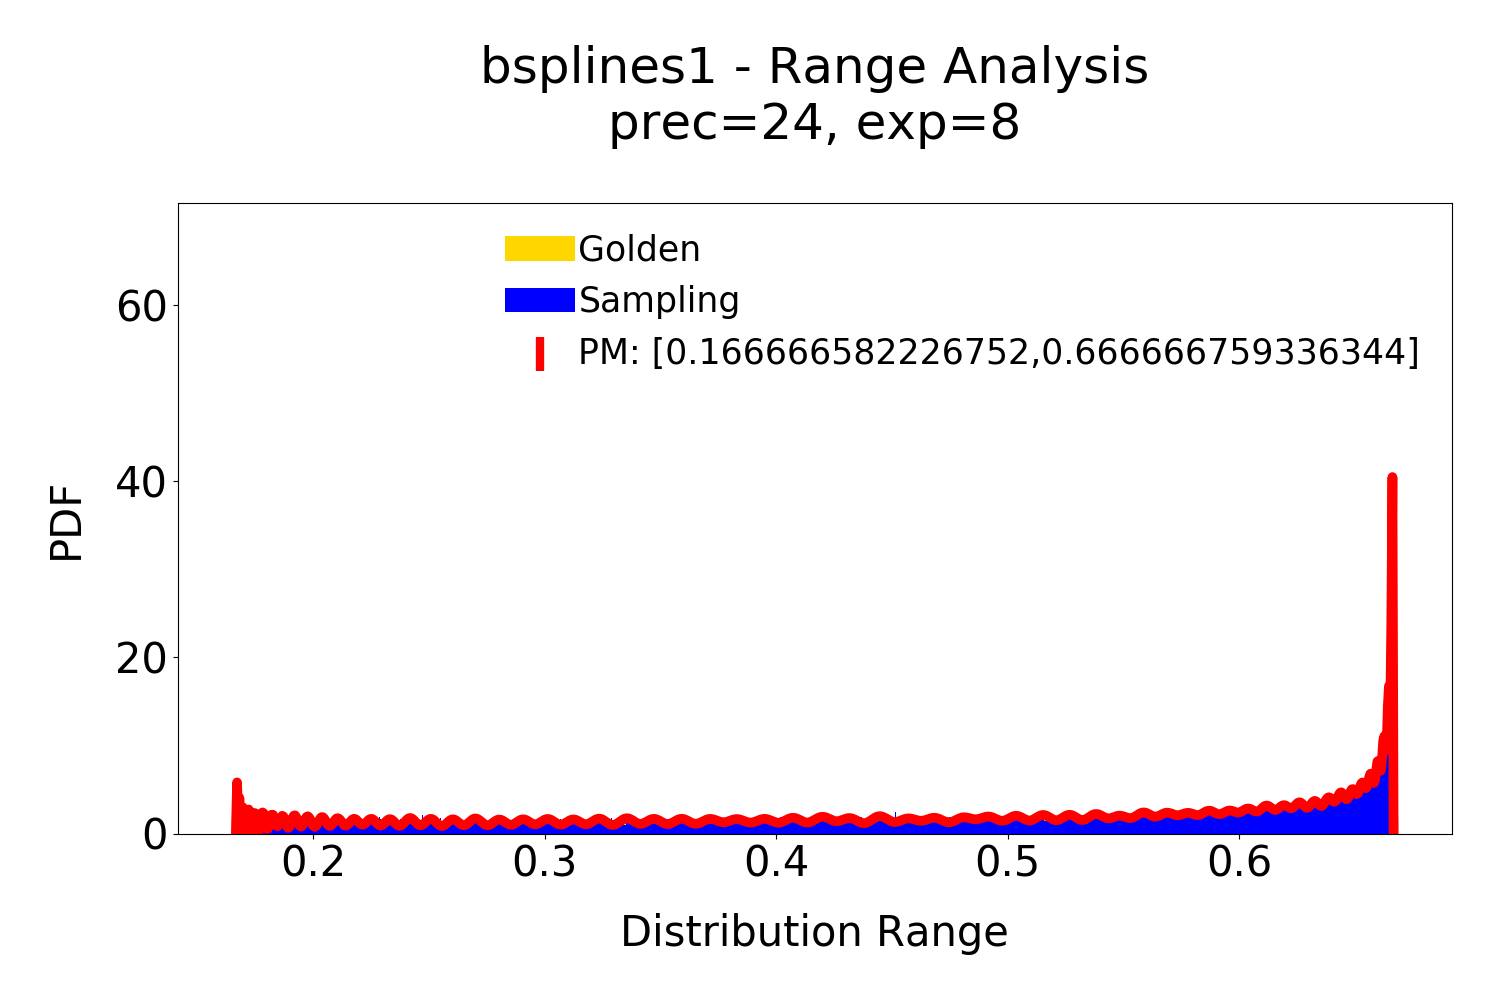 bsplines1 - Range Analysis
prec=24, exp=8
Golden
Sampling
PM: [0.166666582226752,0.666666759336344]
PDF
60
40
20
0
0.2 0.3 0.4 0.5 0.6
Distribution Range